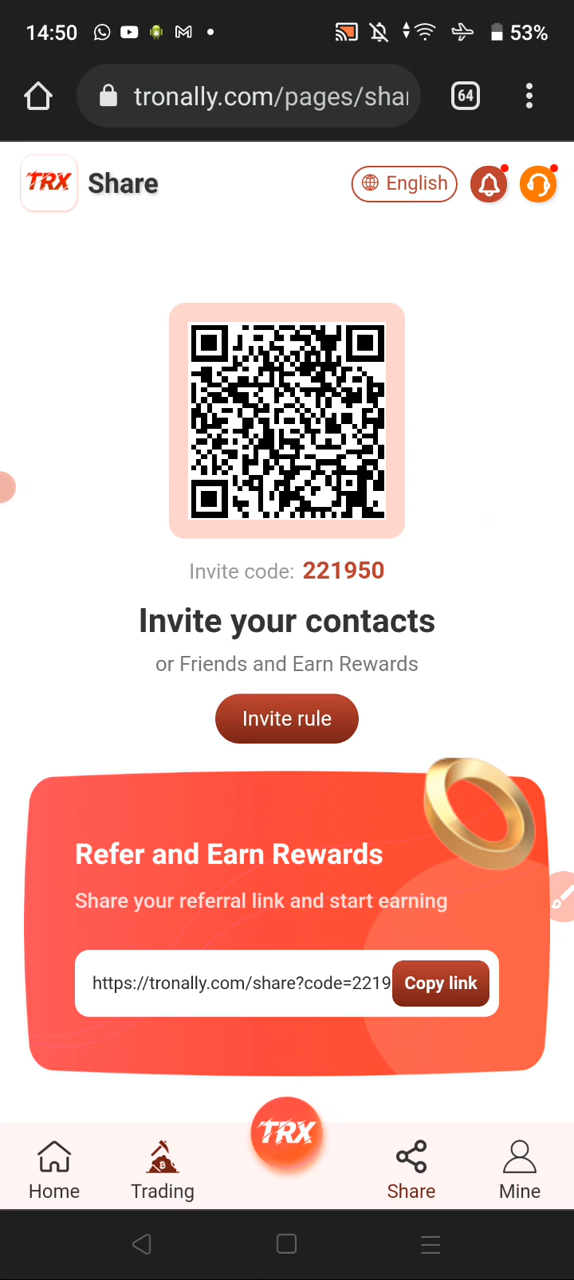 14:50
53%
tronally.com/pages/shar
64
TRX
Share
English
Invite code: 221950
Invite your contacts
or Friends and Earn Rewards
Invite rule
Refer and Earn Rewards
Share your referral link and start earning
https://tronally.com/share?code=2219
Copy link
TRX
Home
Trading
Share
Mine